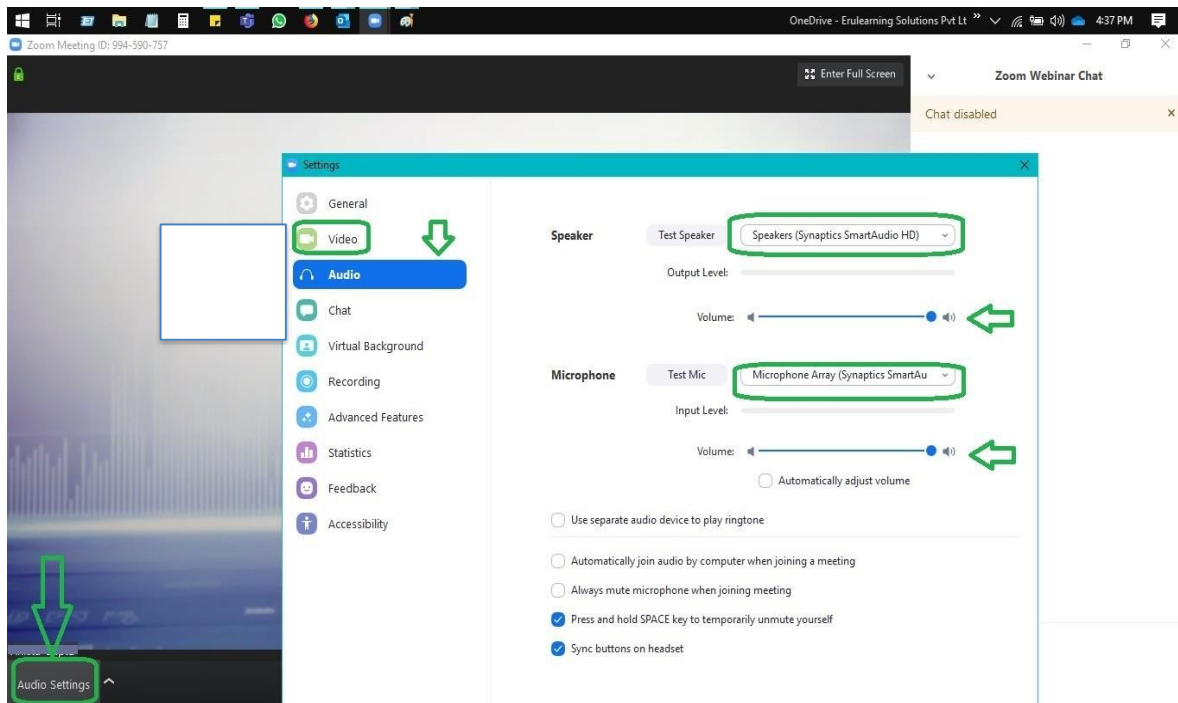 OneDrive - Erulearning Solutions Pvt Lt
4:37 PM
Zoom Meeting ID: 994-590-757
Enter Full Screen
Zoom Webinar Chat
Chat disabled
Settings
General
Video
Audio
Chat
Virtual Background
Recording
Advanced Features
Statistics
Feedback
Accessibility
Speaker
Test Speaker
Speakers (Synaptics SmartAudio HD)
Output Level:
Volume:
Microphone
Test Mic
Microphone Array (Synaptics SmartAu
Input Level:
Volume:
Automatically adjust volume
Use separate audio device to play ringtone
Automatically join audio by computer when joining a meeting
Always mute microphone when joining meeting
Press and hold SPACE key to temporarily unmute yourself
Sync buttons on headset
Audio Settings